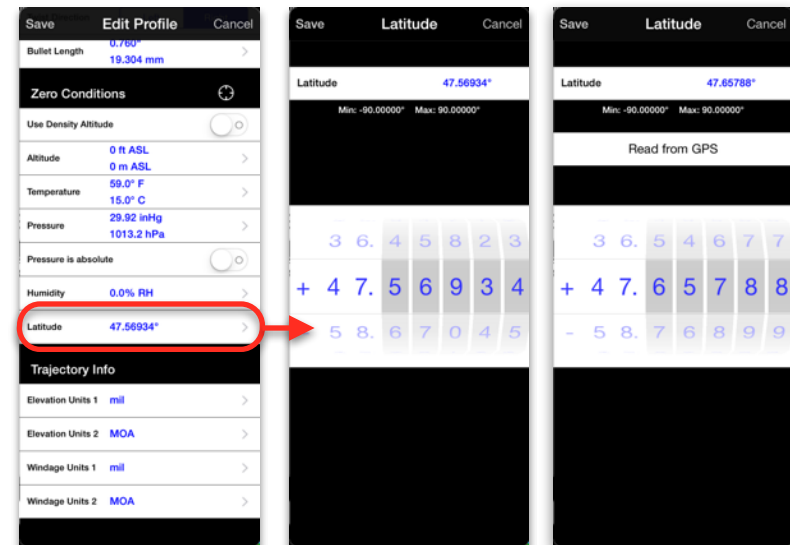 Save Edit Profile Cancel
Bullet Length 0.760"
19.304 mm
Zero Conditions
Use Density Altitude
Altitude 0 ft ASL
0 m ASL
Temperature 59.0° F
15.0° C
Pressure 29.92 inHg
1013.2 hPa
Pressure is absolute
Humidity 0.0% RH
Latitude 47.56934°
Trajectory Info
Elevation Units 1 mil
Elevation Units 2 MOA
Windage Units 1 mil
Windage Units 2 MOA
Save Latitude Cancel
Latitude 47.56934°
Min: -90.00000° Max: 90.00000°
3 6. 4 5 8 2 3
+ 4 7. 5 6 9 3 4
5 8. 6 7 0 4 5
Save Latitude Cancel
Latitude 47.65788°
Min: -90.00000° Max: 90.00000°
Read from GPS
3 6. 5 4 6 7 7
+ 4 7. 6 5 7 8 8
- 5 8. 7 6 8 9 9